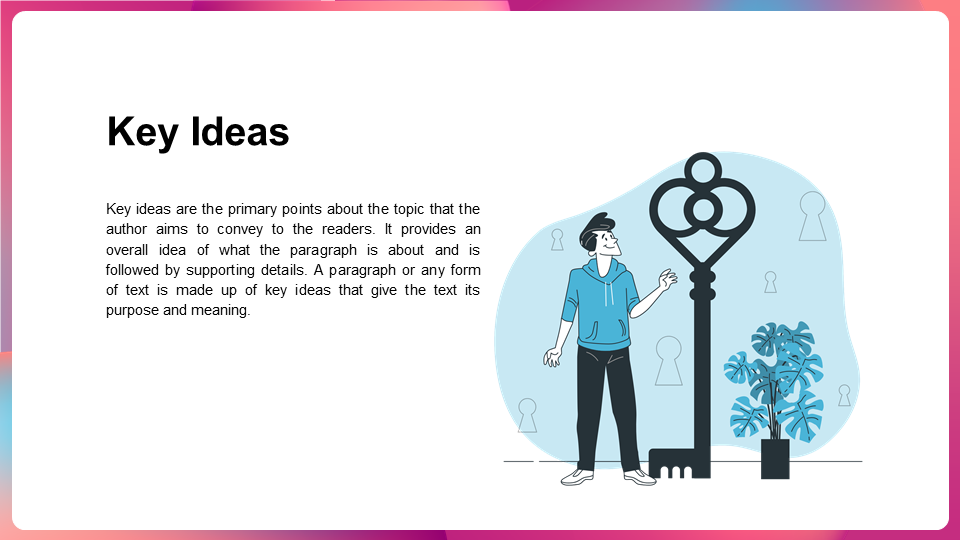 Key Ideas
Key ideas are the primary points about the topic that the
author aims to convey to the readers. It provides an
overall idea of what the paragraph is about and is
followed by supporting details. A paragraph or any form
of text is made up of key ideas that give the text its
purpose and meaning.